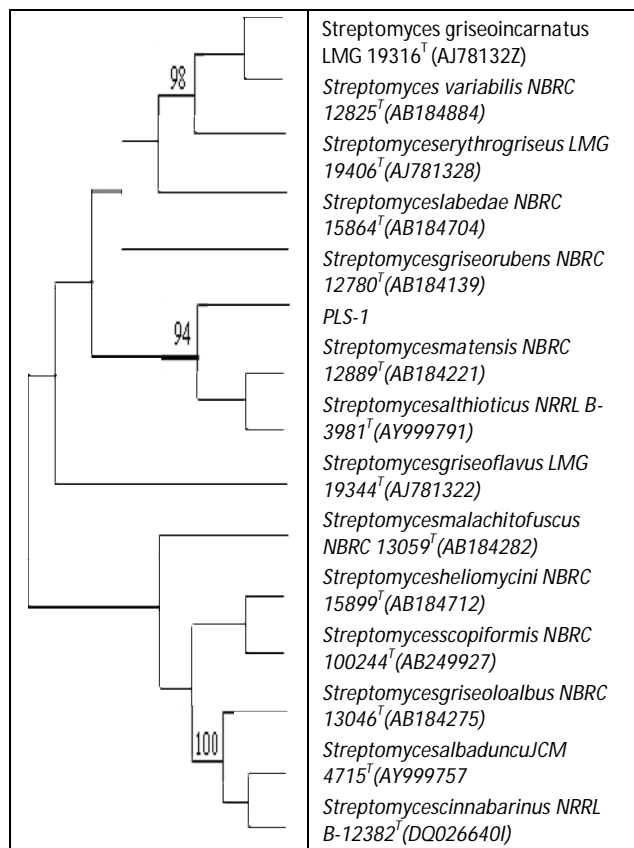 Streptomyces griseoincarnatus
LMG 19316ᵀ (AJ78132Z)
98
Streptomyces variabilis NBRC
12825ᵀ(AB184884)
Streptomyceserythrogriseus LMG
19406ᵀ(AJ781328)
Streptomyceslabedae NBRC
15864ᵀ(AB184704)
Streptomycesgriseorubens NBRC
12780ᵀ(AB184139)
PLS-1
94
Streptomycesmatensis NBRC
12889ᵀ(AB184221)
Streptomycesalthioticus NRRL B-
3981ᵀ(AY999791)
Streptomycesgriseoflavus LMG
19344ᵀ(AJ781322)
Streptomycesmalachitofuscus
NBRC 13059ᵀ(AB184282)
Streptomycesheliomycini NBRC
15899ᵀ(AB184712)
Streptomycesscopiformis NBRC
100244ᵀ(AB249927)
Streptomycesgriseoloalbus NBRC
13046ᵀ(AB184275)
100
StreptomycesalbaduncuJCM
4715ᵀ(AY999757
Streptomycescinnabarinus NRRL
B-12382ᵀ(DQ026640I)